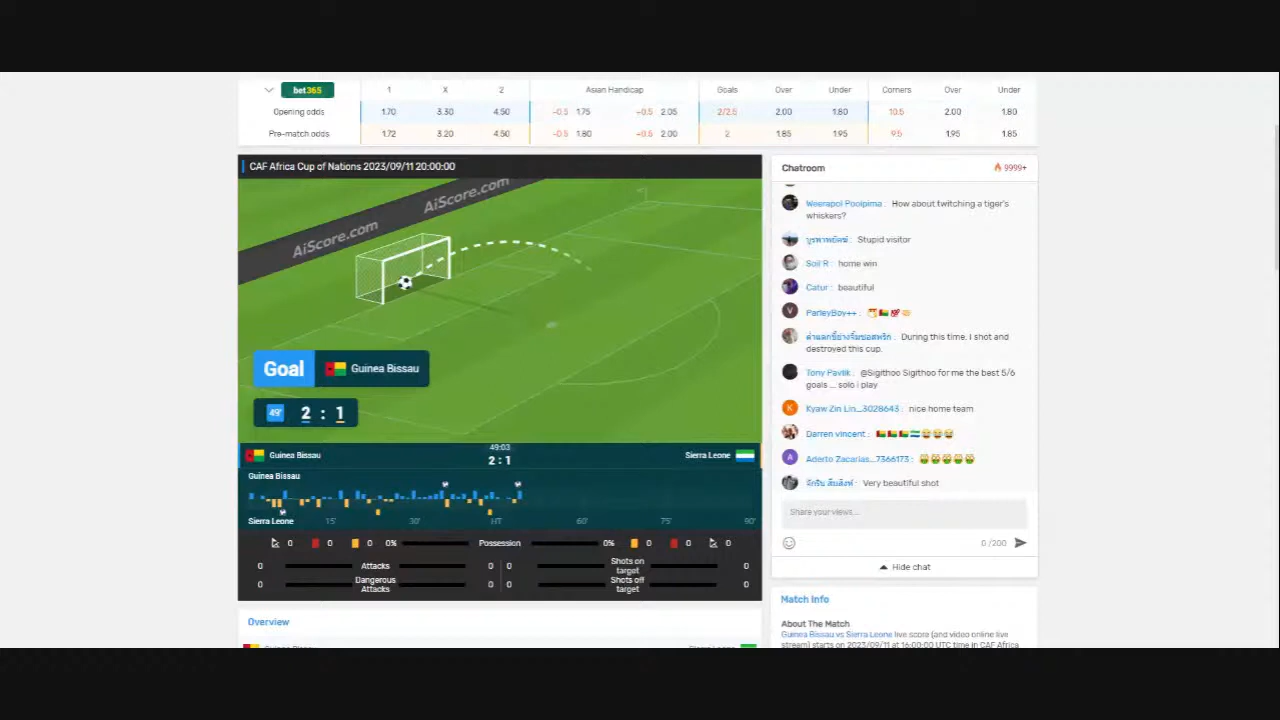 bet365 1 X 2 Asian Handicap Goals Over Under Corners Over Under
Opening odds 1.70 3.30 4.50 -0.5 1.75 +0.5 2.05 2/2.5 2.00 1.80 10.5 2.00 1.80
Pre-match odds 1.72 3.20 4.50 -0.5 1.80 +0.5 2.00 2 1.85 1.95 9.5 1.95 1.85
CAF Africa Cup of Nations 2023/09/11 20:00:00
AiScore.com
AiScore.com
Goal Guinea Bissau
49' 2 : 1
Guinea Bissau 49:03 Sierra Leone
2 : 1
Guinea Bissau
Sierra Leone 15' 30' HT 60' 75' 90'
0 0 0 0% Possession 0% 0 0 0
0 Attacks 0 0 Shots on target 0
0 Dangerous Attacks 0 0 Shots off target 0
Overview
Chatroom 9999+
Weerapol Poolpima : How about twitching a tiger's
whiskers?
Stupid visitor
Soil R : home win
Catur : beautiful
ParleyBoy++ : 💯
During this time, I shot and
destroyed this cup.
Tony Pavlik : @Sigithoo Sigithoo for me the best 5/6
goals ... solo i play
K Kyaw Zin Lin_3028643 : nice home team
Darren vincent :
A Aderto Zacarias_7366173 :
Very beautiful shot
Share your views...
0 /200
Hide chat
Match Info
About The Match
Guinea Bissau vs Sierra Leone live score (and video online live
stream) starts on 2023/09/11 at 16:00:00 UTC time in CAF Africa